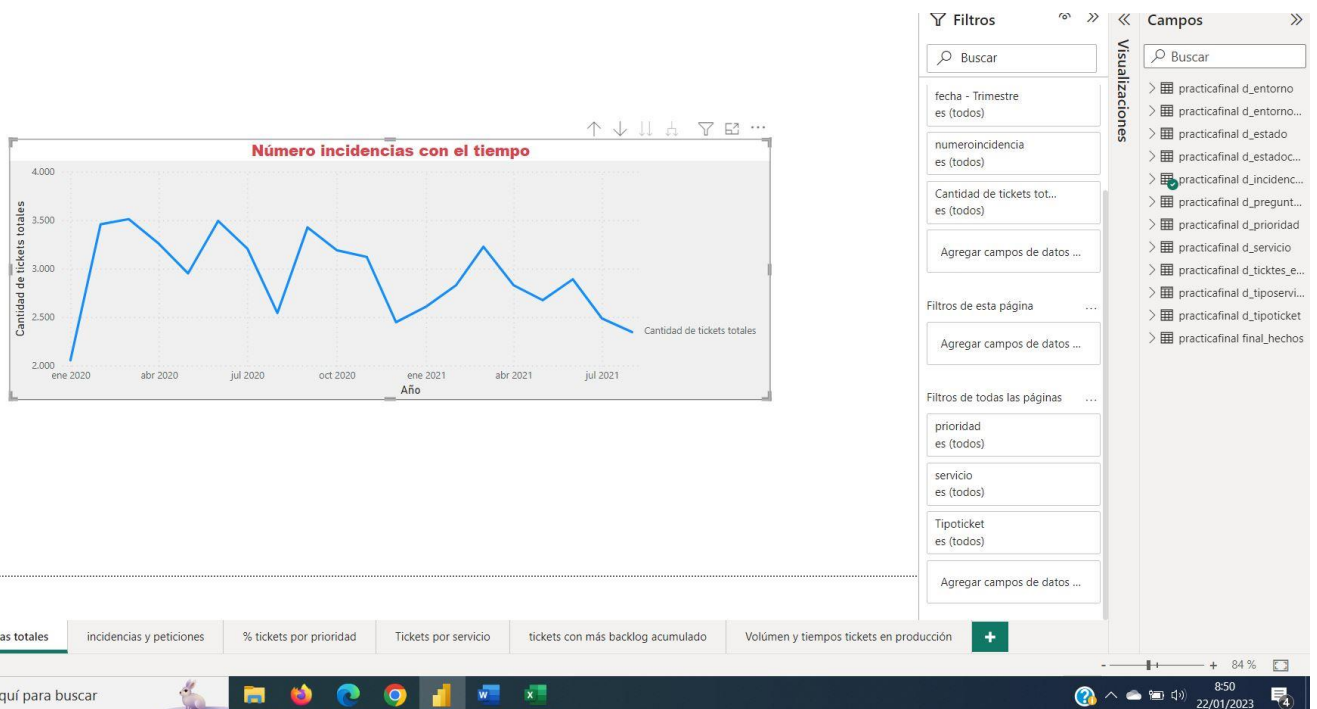 Número incidencias con el tiempo
4.000
3.500
3.000
2.500
2.000
Cantidad de tickets totales
Cantidad de tickets totales
ene 2020
abr 2020
jul 2020
oct 2020
ene 2021
abr 2021
jul 2021
Año
Filtros
Buscar
fecha - Trimestre
es (todos)
numeroincidencia
es (todos)
Cantidad de tickets tot...
es (todos)
Agregar campos de datos ...
Filtros de esta página
Agregar campos de datos ...
Filtros de todas las páginas
prioridad
es (todos)
servicio
es (todos)
Tipoticket
es (todos)
Agregar campos de datos ...
Visualizaciones
Campos
Buscar
practicafinal d_entorno
practicafinal d_entorno...
practicafinal d_estado
practicafinal d_estadoc...
practicafinal d_incidenc...
practicafinal d_pregunt...
practicafinal d_prioridad
practicafinal d_servicio
practicafinal d_ticktes_e...
practicafinal d_tiposervi...
practicafinal d_tipoticket
practicafinal final_hechos
as totales
incidencias y peticiones
% tickets por prioridad
Tickets por servicio
tickets con más backlog acumulado
Volúmen y tiempos tickets en producción
84 %
quí para buscar
8:50
22/01/2023
4